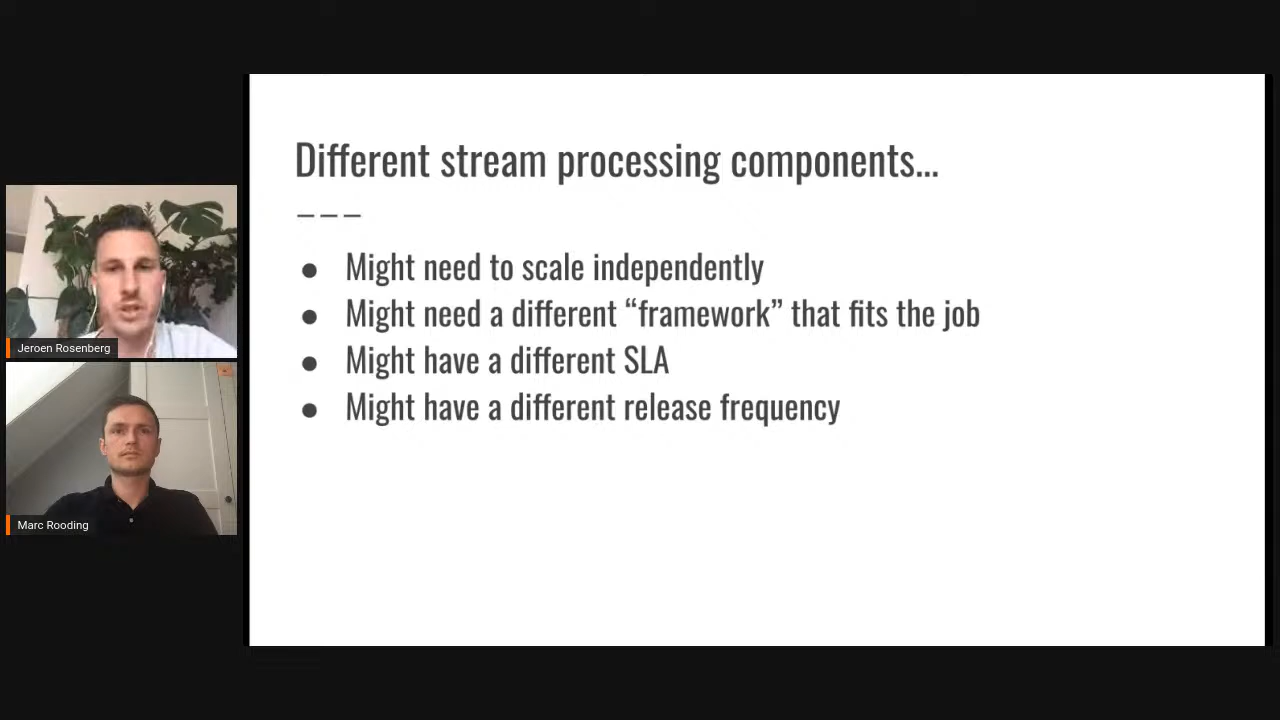 Different stream processing components...
● Might need to scale independently
● Might need a different “framework” that fits the job
● Might have a different SLA
● Might have a different release frequency
Jeroen Rosenberg
Marc Rooding